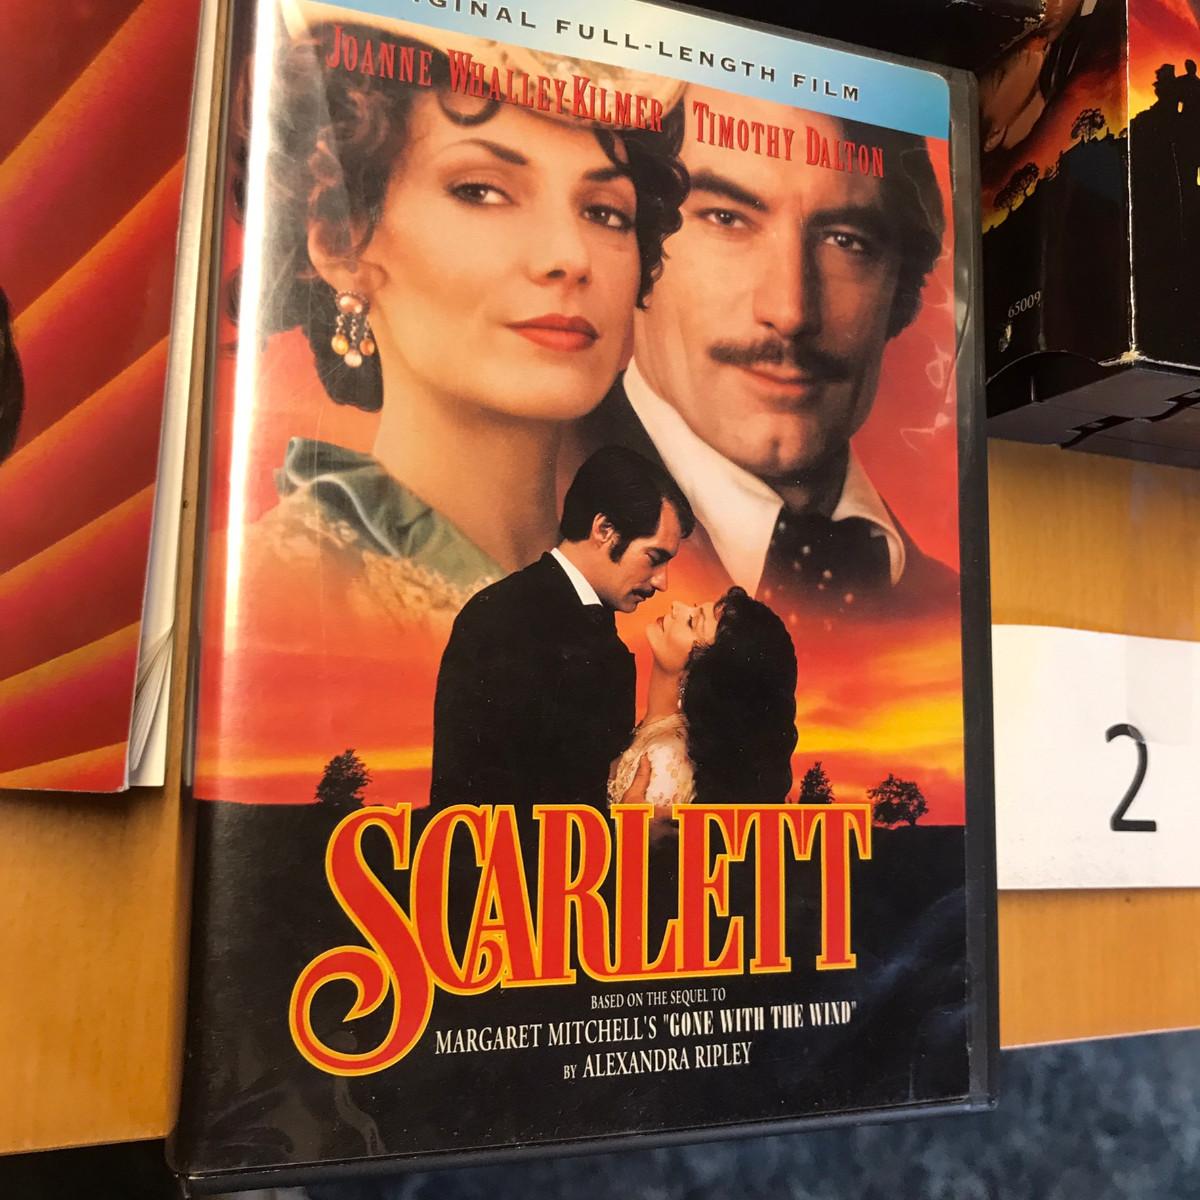 ORIGINAL FULL-LENGTH FILM
JOANNE WHALLEY-KILMER TIMOTHY DALTON
65009
SCARLETT
BASED ON THE SEQUEL TO
MARGARET MITCHELL'S "GONE WITH THE WIND"
BY ALEXANDRA RIPLEY
2